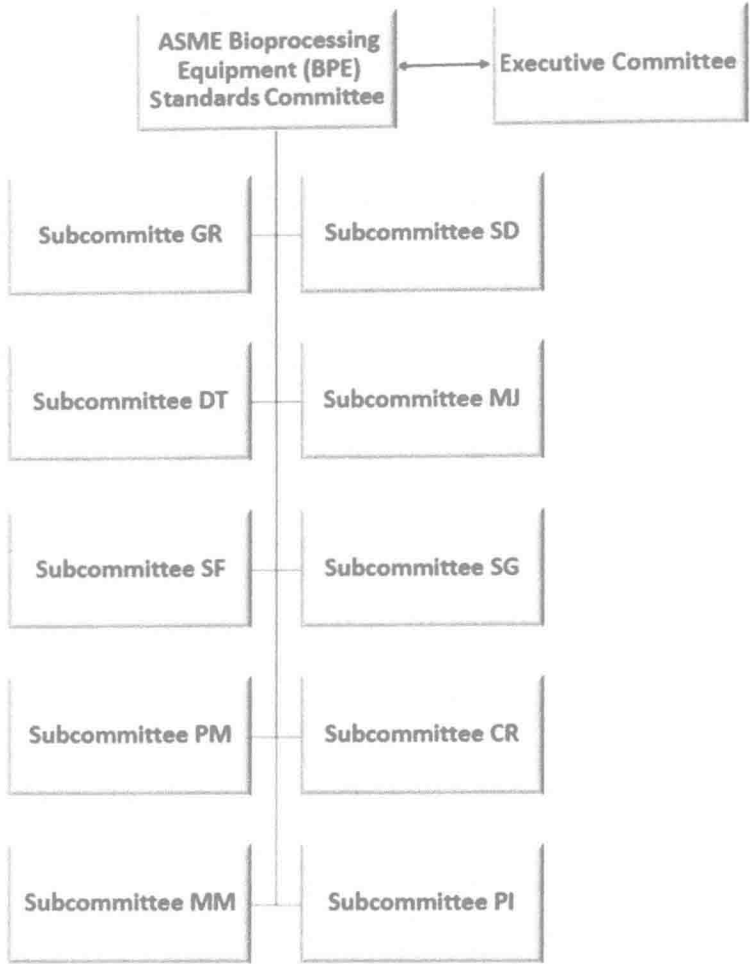 ASME Bioprocessing
Equipment (BPE)
Standards Committee
Executive Committee
Subcommitte GR
Subcommittee SD
Subcommittee DT
Subcommittee MJ
Subcommittee SF
Subcommittee SG
Subcommittee PM
Subcommittee CR
Subcommittee MM
Subcommittee PI